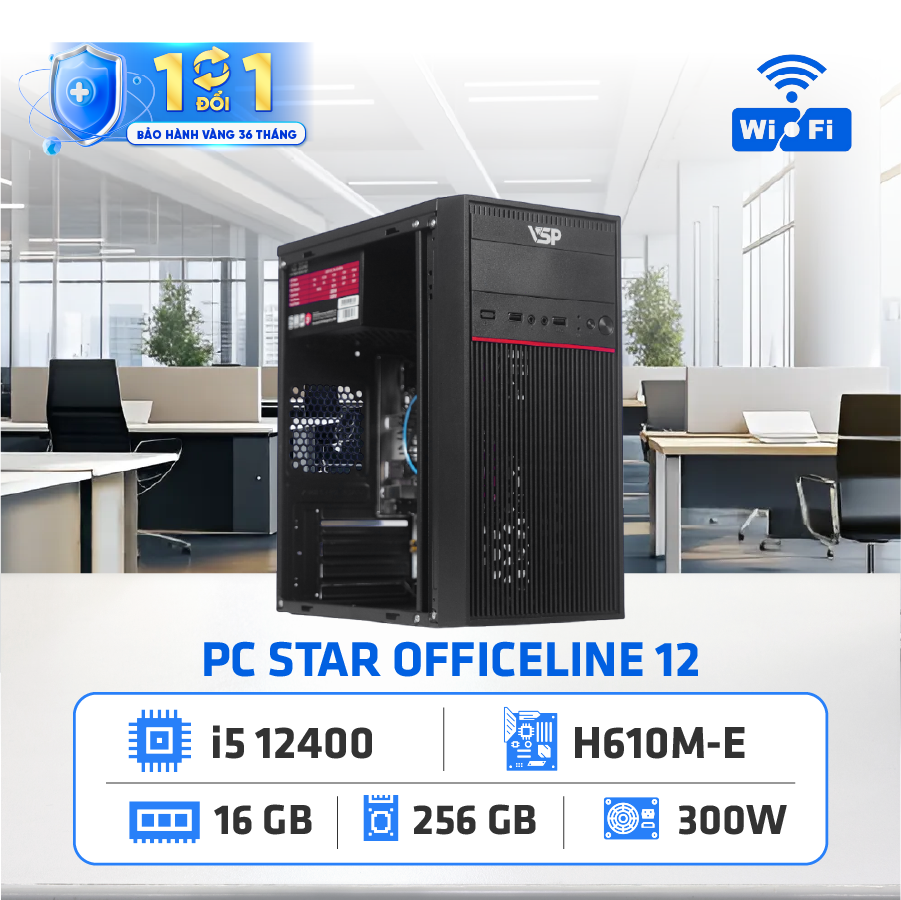 1 1
ĐỔI
BẢO HÀNH VÀNG 36 THÁNG
Wi Fi
VSP
PC STAR OFFICELINE 12
i5 12400
H610M-E
16 GB
256 GB
300W